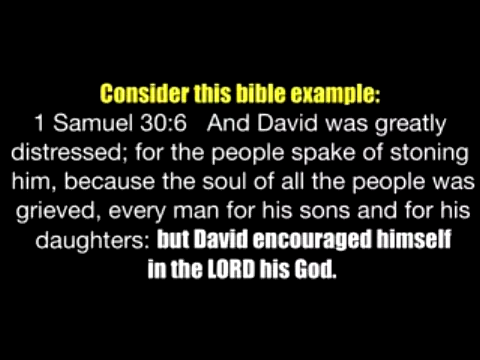 Consider this bible example:
1 Samuel 30:6 And David was greatly
distressed; for the people spake of stoning
him, because the soul of all the people was
grieved, every man for his sons and for his
daughters: but David encouraged himself
in the LORD his God.